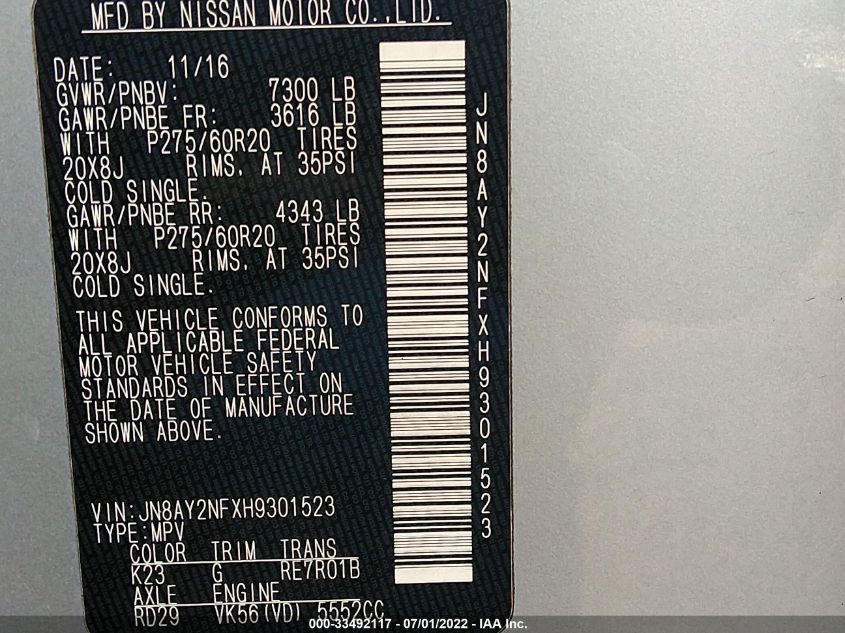 MFD BY NISSAN MOTOR CO.,LTD.
DATE: 11/16
GVWR/PNBV: 7300 LB
GAWR/PNBE FR: 3616 LB
WITH P275/60R20 TIRES
20X8J RIMS, AT 35PSI
COLD SINGLE.
GAWR/PNBE RR: 4343 LB
WITH P275/60R20 TIRES
20X8J RIMS, AT 35PSI
COLD SINGLE.
THIS VEHICLE CONFORMS TO
ALL APPLICABLE FEDERAL
MOTOR VEHICLE SAFETY
STANDARDS IN EFFECT ON
THE DATE OF MANUFACTURE
SHOWN ABOVE.
VIN:JN8AY2NFXH9301523
TYPE:MPV
COLOR TRIM TRANS
K23 G RE7R01B
AXLE ENGINE
RD29 VK56(VD) 5552CC
JN8AY2NFXH9301523
000-33492117 - 07/01/2022 - IAA Inc.